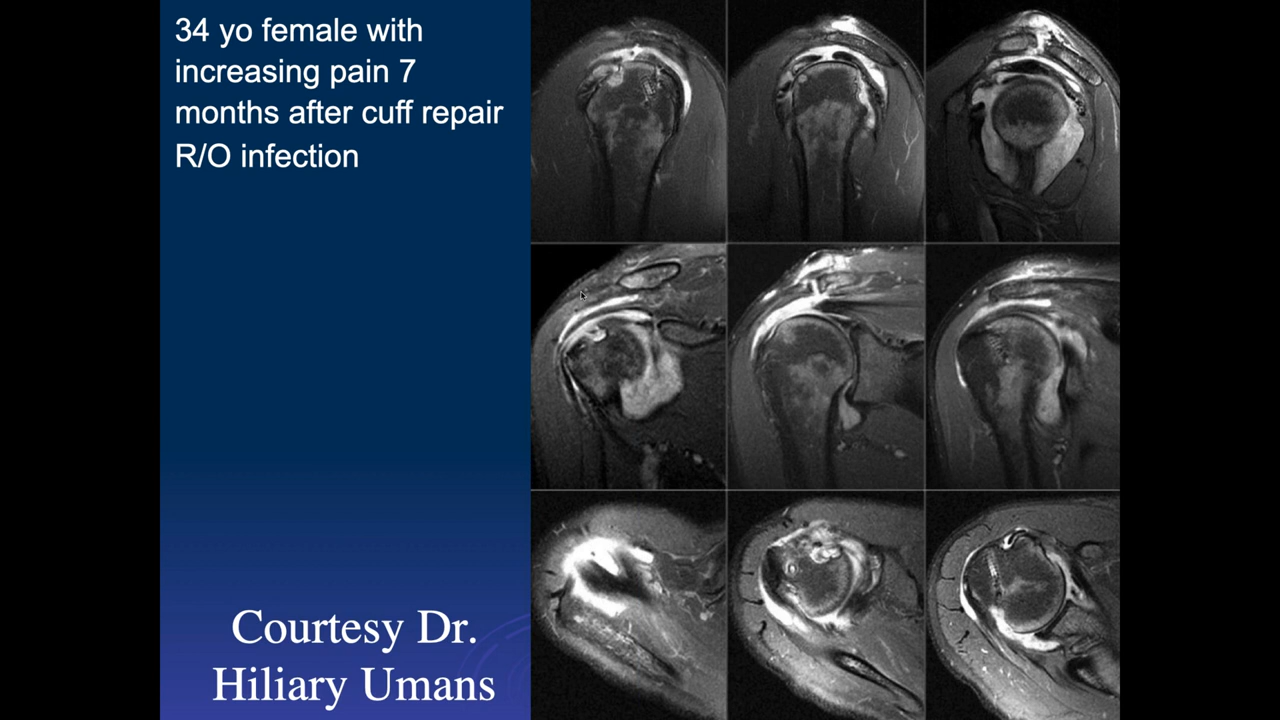 34 yo female with
increasing pain 7
months after cuff repair
R/O infection
Courtesy Dr.
Hiliary Umans